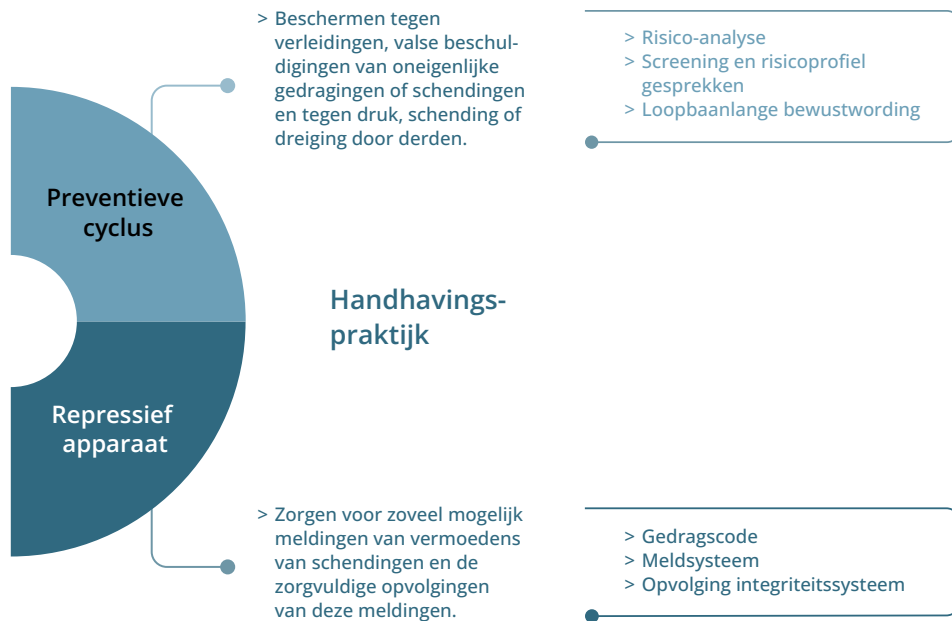 > Beschermen tegen
verleidingen, valse beschul-
digingen van oneigenlijke
gedragingen of schendingen
en tegen druk, schending of
dreiging door derden.
> Risico-analyse
> Screening en risicoprofiel
gesprekken
> Loopbaanlange bewustwording
Preventieve
cyclus
Handhavings-
praktijk
Repressief
apparaat
> Zorgen voor zoveel mogelijk
meldingen van vermoedens
van schendingen en de
zorgvuldige opvolgingen
van deze meldingen.
> Gedragscode
> Meldsysteem
> Opvolging integriteitssysteem